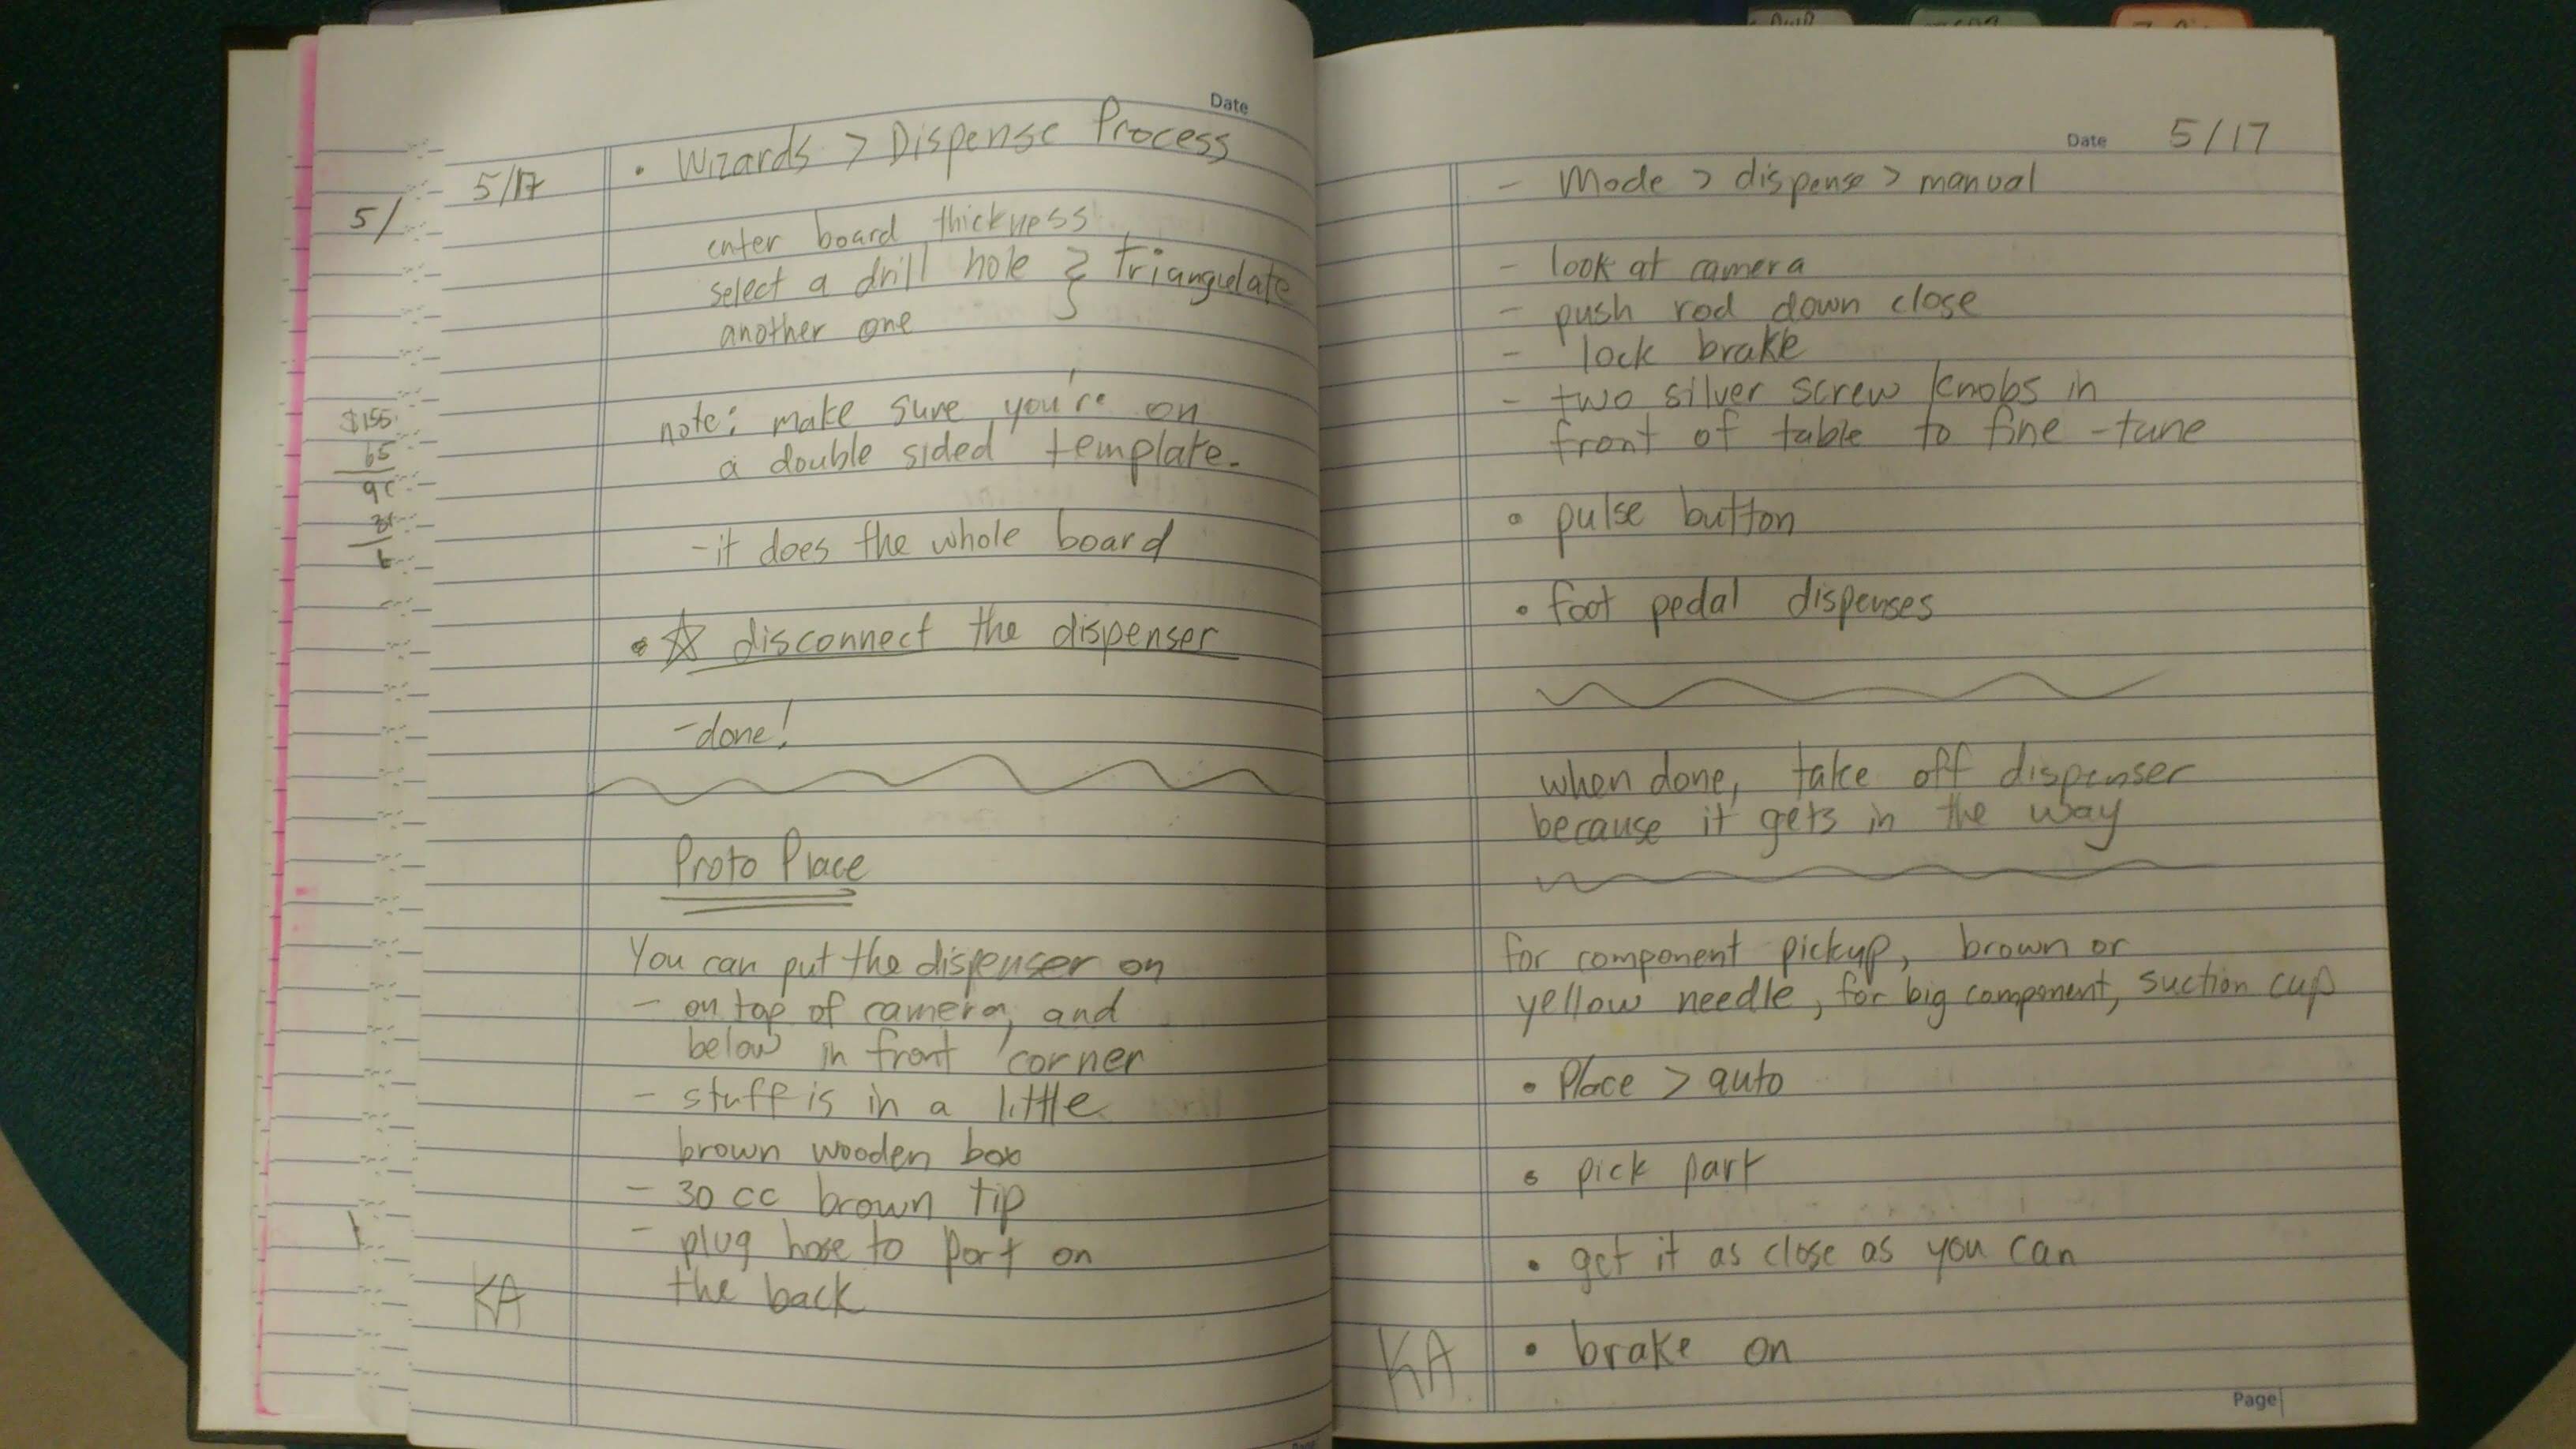 Date
5/17
• Wizards > Dispense Process
enter board thickness
select a drill hole } triangulate
another one
note: make sure you're on
a double sided template.
- it does the whole board
• ☆ disconnect the dispenser
- done!
Proto Place
You can put the dispenser on
- on top of camera, and
below in front corner
- stuff is in a little
brown wooden box
- 30 cc brown tip
- plug hose to port on
the back
KA
5/
$155
65
Date 5/17
- Mode > dispense > manual
- look at camera
- push rod down close
- lock brake
- two silver screw knobs in
front of table to fine-tune
• pulse button
• foot pedal dispenses
when done, take off dispenser
because it gets in the way
for component pickup, brown or
yellow needle, for big component, suction cup
• Place > auto
• pick part
• get it as close as you can
• brake on
KA
Page